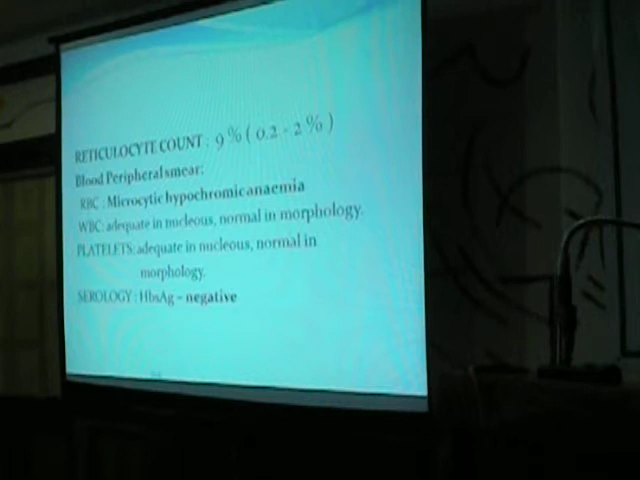 RETICULOCYTE COUNT : 9 % ( 0.2 - 2 % )
Blood Peripheral smear:
RBC : Microcytic hypochromic anaemia
WBC: adequate in nucleous, normal in morphology.
PLATELETS: adequate in nucleous, normal in
morphology.
SEROLOGY : HbsAg – negative